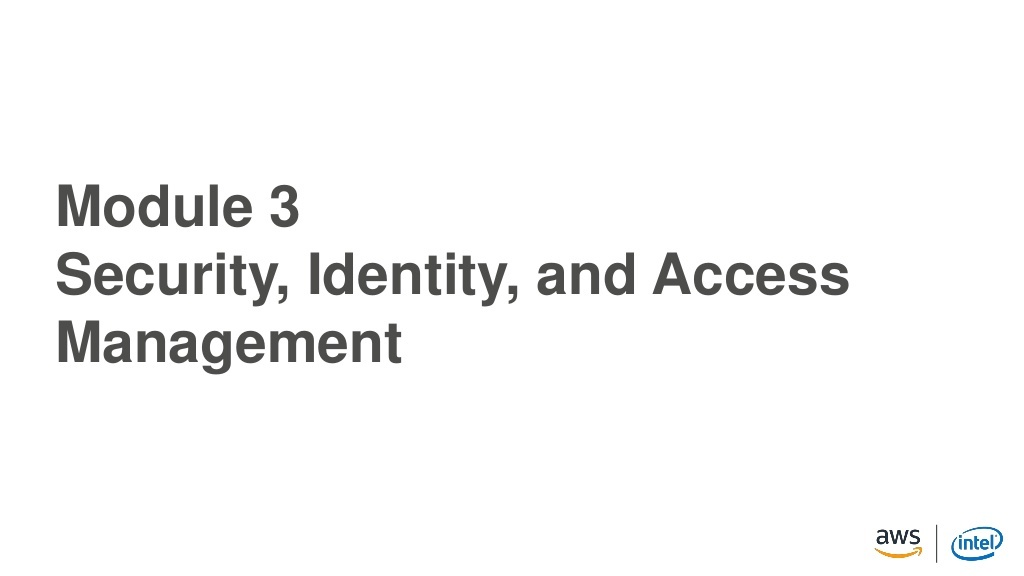 Module 3
Security, Identity, and Access
Management
aws
intel